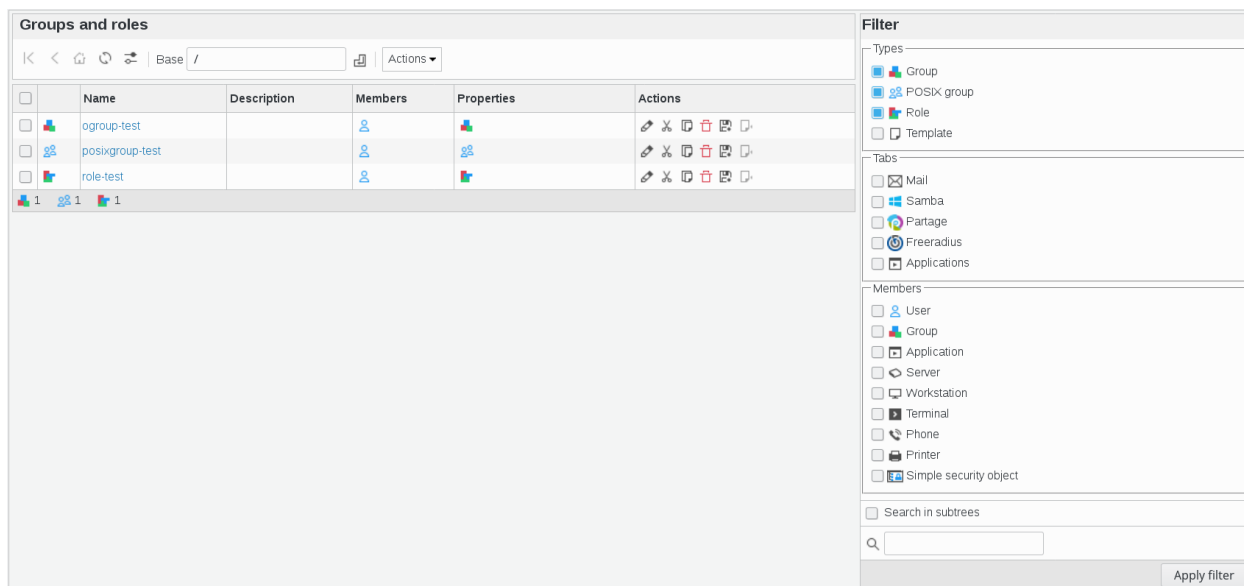 Groups and roles
Base /
Actions
Name Description Members Properties Actions
ogroup-test
posixgroup-test
role-test
1 1 1
Filter
Types
Group
POSIX group
Role
Template
Tabs
Mail
Samba
Partage
Freeradius
Applications
Members
User
Group
Application
Server
Workstation
Terminal
Phone
Printer
Simple security object
Search in subtrees
Apply filter